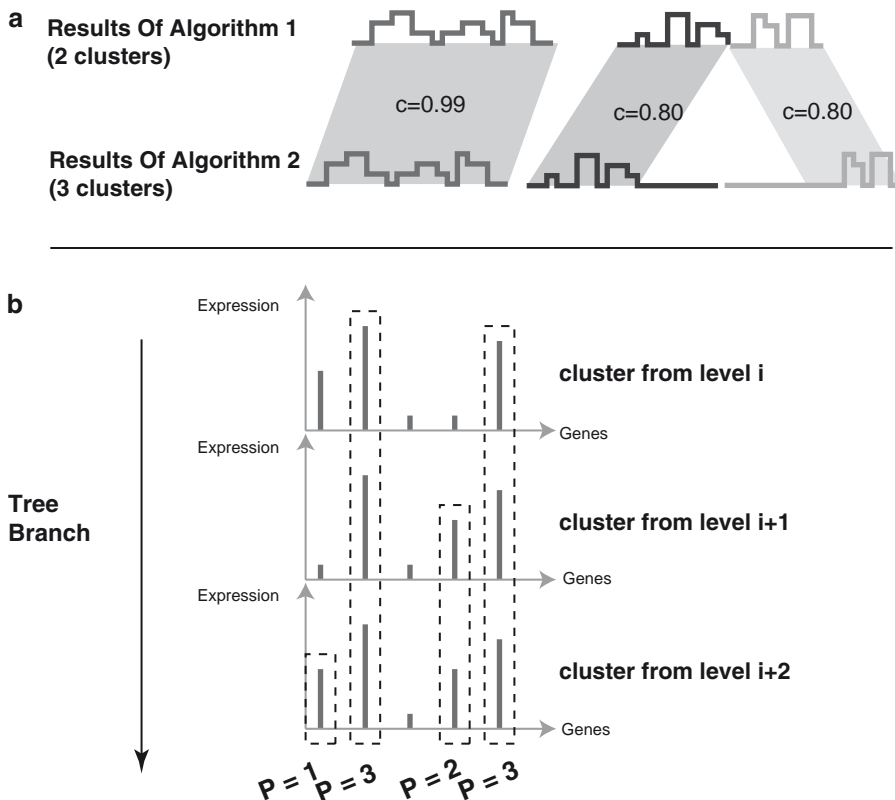 a
Results Of Algorithm 1
(2 clusters)
c=0.99
c=0.80
c=0.80
Results Of Algorithm 2
(3 clusters)
b
Expression
cluster from level i
Genes
Expression
Tree
Branch
cluster from level i+1
Genes
Expression
cluster from level i+2
Genes
P = 1
P = 3
P = 2
P = 3